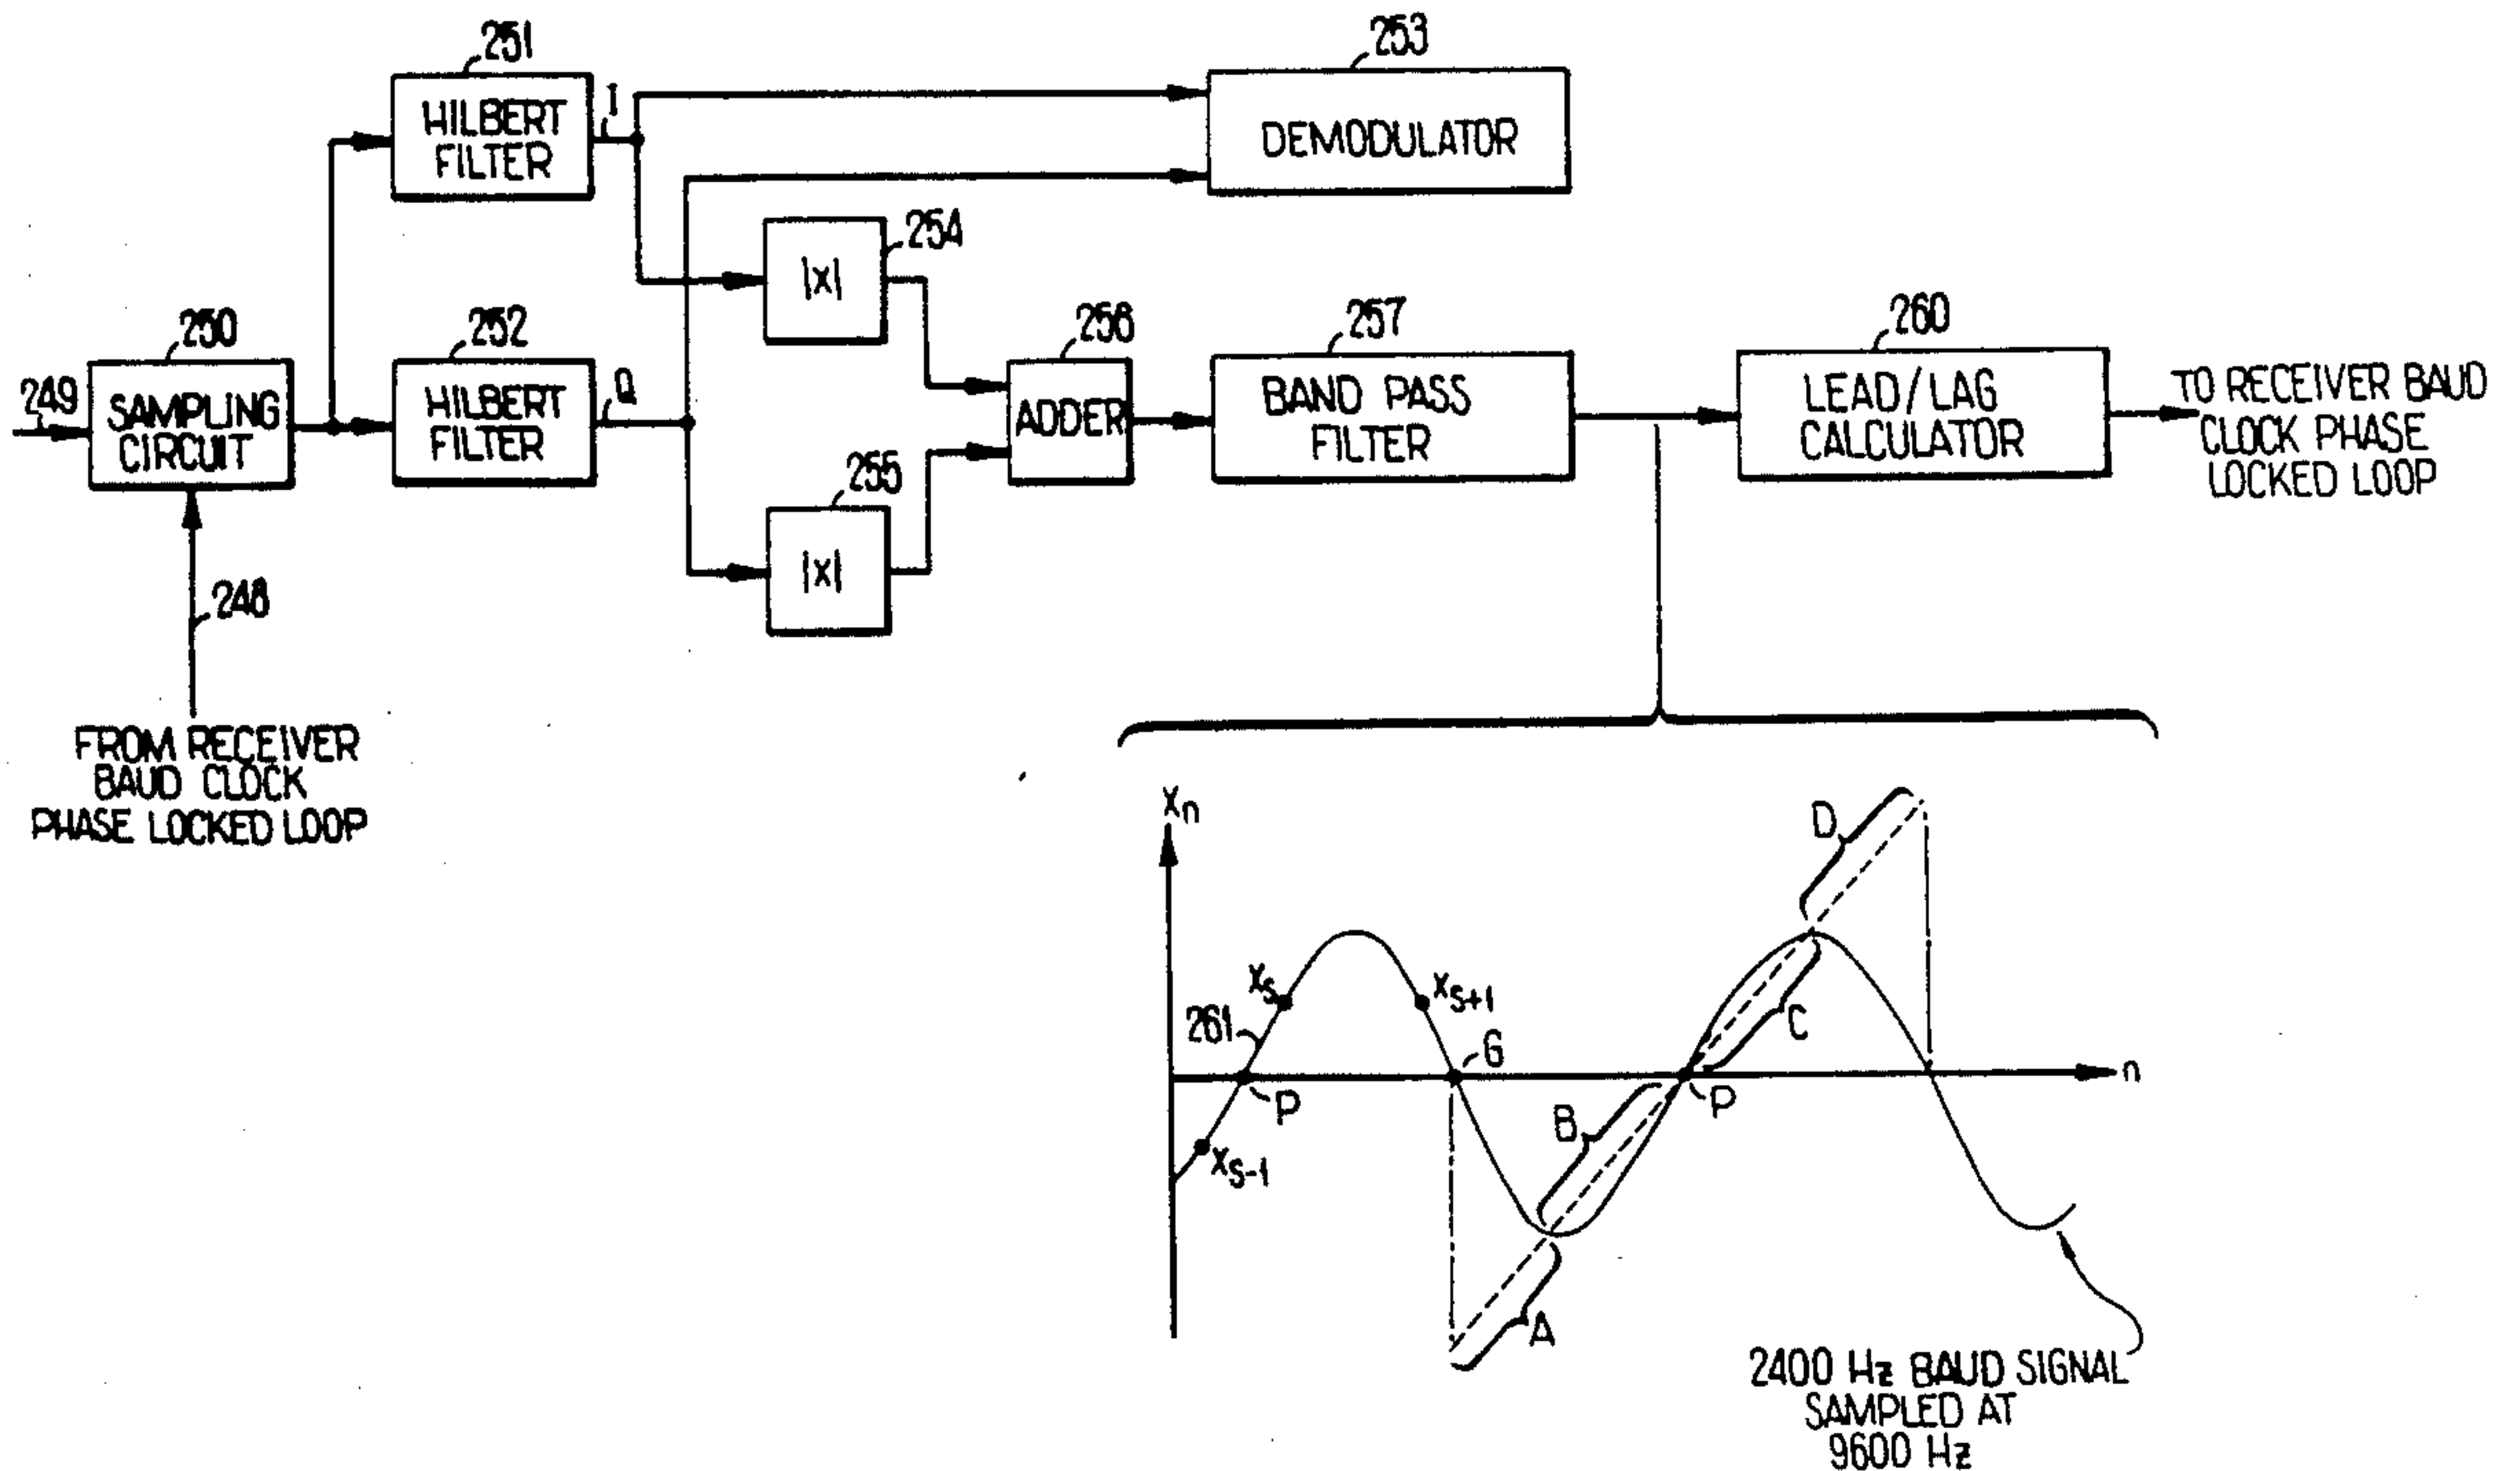 251
253
I
HILBERT
FILTER
DEMODULATOR
254
|X|
250
252
256
257
260
249
SAMPLING
CIRCUIT
HILBERT
FILTER
Q
ADDER
BAND PASS
FILTER
LEAD/LAG
CALCULATOR
TO RECEIVER BAUD
CLOCK PHASE
LOCKED LOOP
255
|X|
248
FROM RECEIVER
BAUD CLOCK
PHASE LOCKED LOOP
Xn
D
XS
XS+1
261
G
C
n
P
P
B
XS-1
A
2400 Hz BAUD SIGNAL
SAMPLED AT
9600 Hz